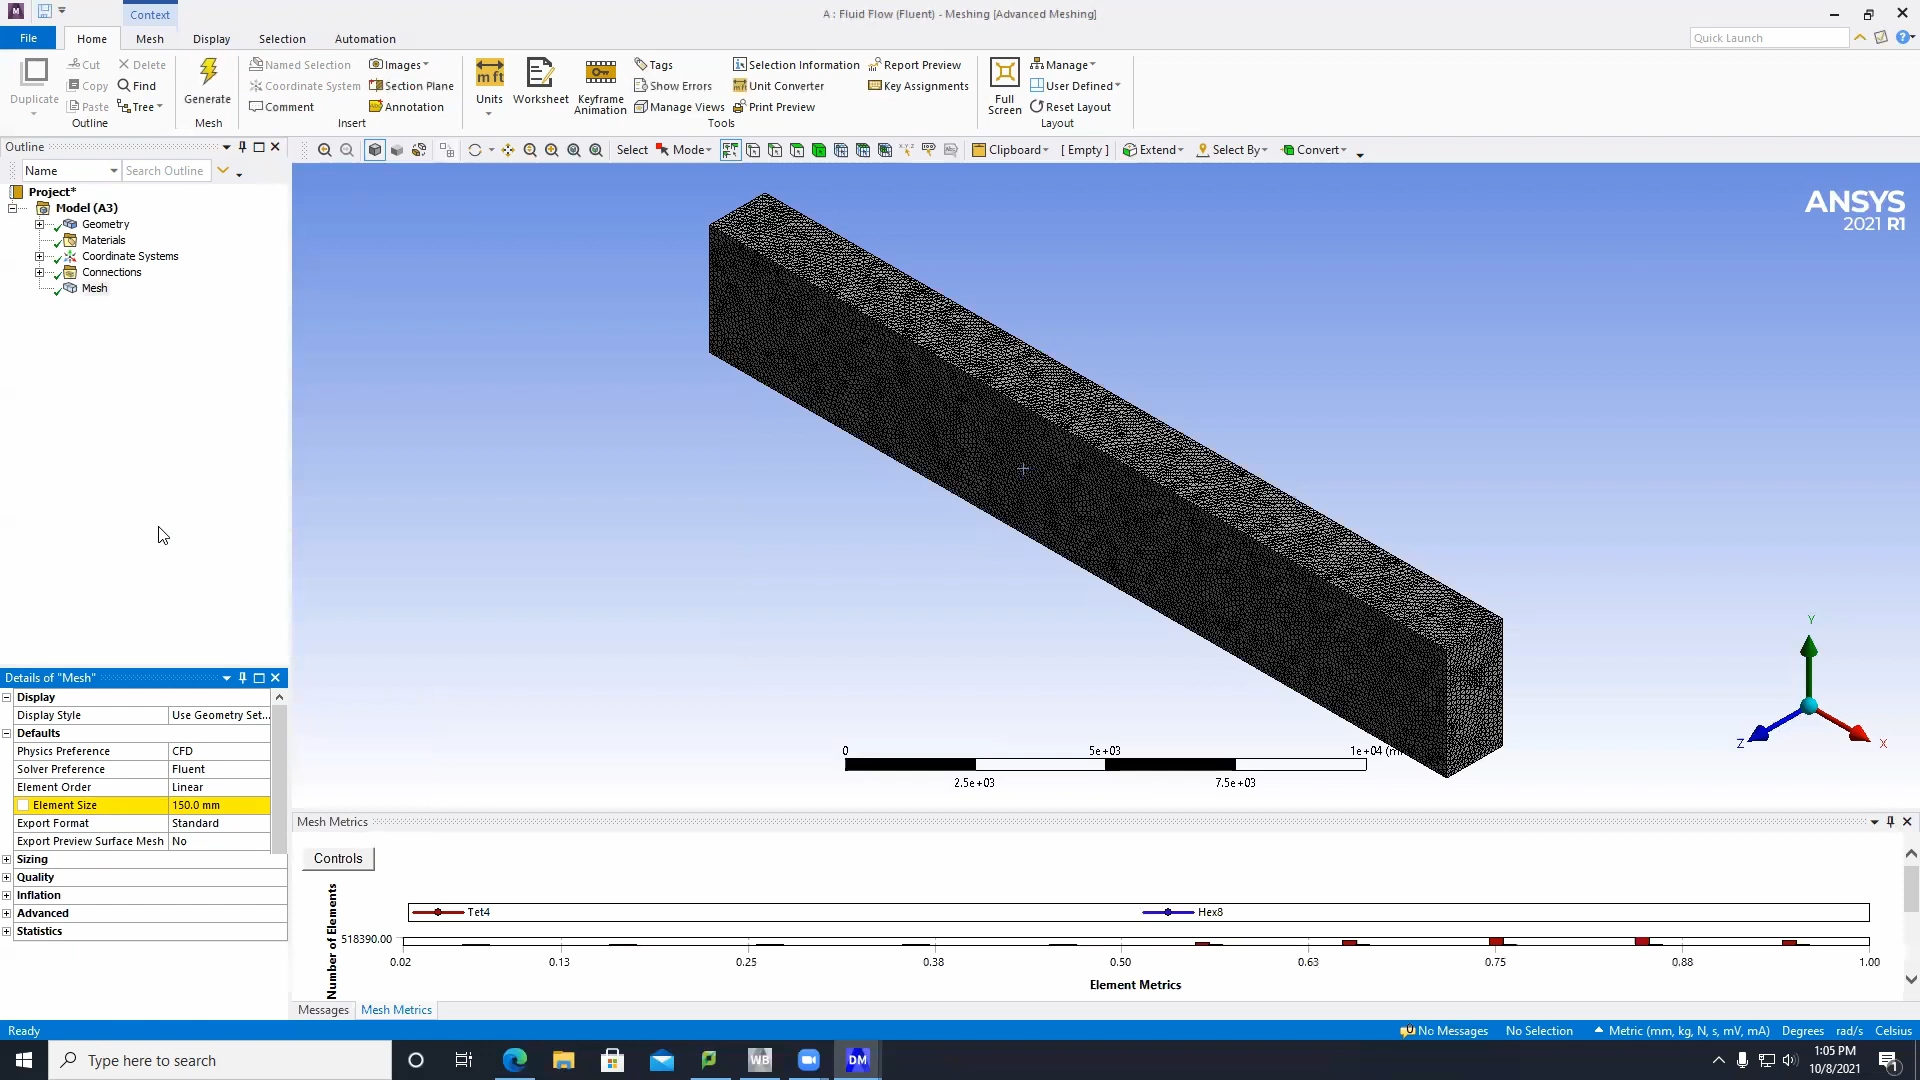 Context
A : Fluid Flow (Fluent) - Meshing [Advanced Meshing]
File
Home
Mesh
Display
Selection
Automation
Quick Launch
Duplicate
Cut
Copy
Paste
Delete
Find
Tree
Outline
Generate
Mesh
Named Selection
Coordinate System
Comment
Images
Section Plane
Annotation
Insert
m ft
Units
Worksheet
Keyframe
Animation
Tags
Show Errors
Manage Views
Selection Information
Unit Converter
Print Preview
Report Preview
Key Assignments
Tools
Full
Screen
Manage
User Defined
Reset Layout
Layout
Outline
Name
Search Outline
Select
Mode
Clipboard
[ Empty ]
Extend
Select By
Convert
Project*
Model (A3)
Geometry
Materials
Coordinate Systems
Connections
Mesh
ANSYS
2021 R1
0
5e+03
1e+04 (m
2.5e+03
7.5e+03
Y
Z
X
Details of "Mesh"
Display
Display Style Use Geometry Set...
Defaults
Physics Preference CFD
Solver Preference Fluent
Element Order Linear
Element Size 150.0 mm
Export Format Standard
Export Preview Surface Mesh No
Sizing
Quality
Inflation
Advanced
Statistics
Mesh Metrics
Controls
Number of Elements
Tet4
Hex8
518390.00
0.02 0.13 0.25 0.38 0.50 0.63 0.75 0.88 1.00
Element Metrics
Messages
Mesh Metrics
Ready
No Messages
No Selection
Metric (mm, kg, N, s, mV, mA)
Degrees
rad/s
Celsius
Type here to search
WB
DM
1:05 PM
10/8/2021
1